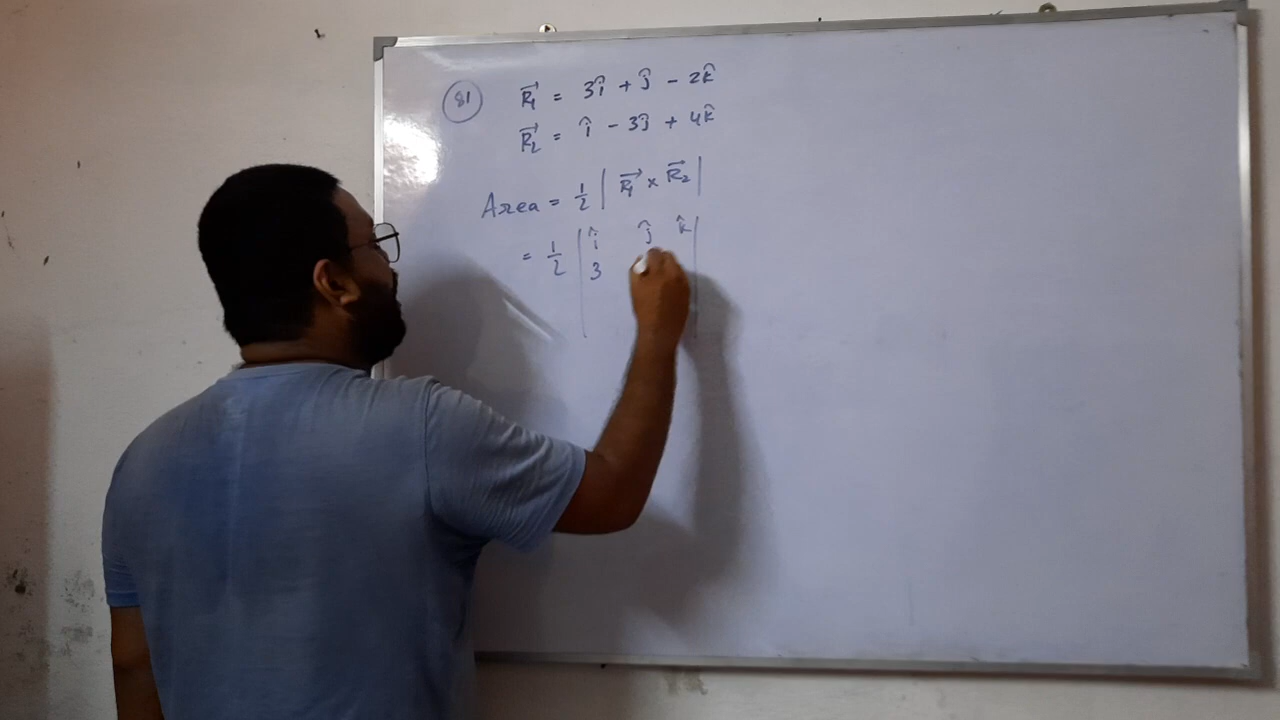 81
R₁⃗ = 3î + ĵ - 2k̂
R₂⃗ = î - 3ĵ + 4k̂
Area = 1/2 | R₁⃗ × R₂⃗ |
= 1/2 | î ĵ k̂ |
3